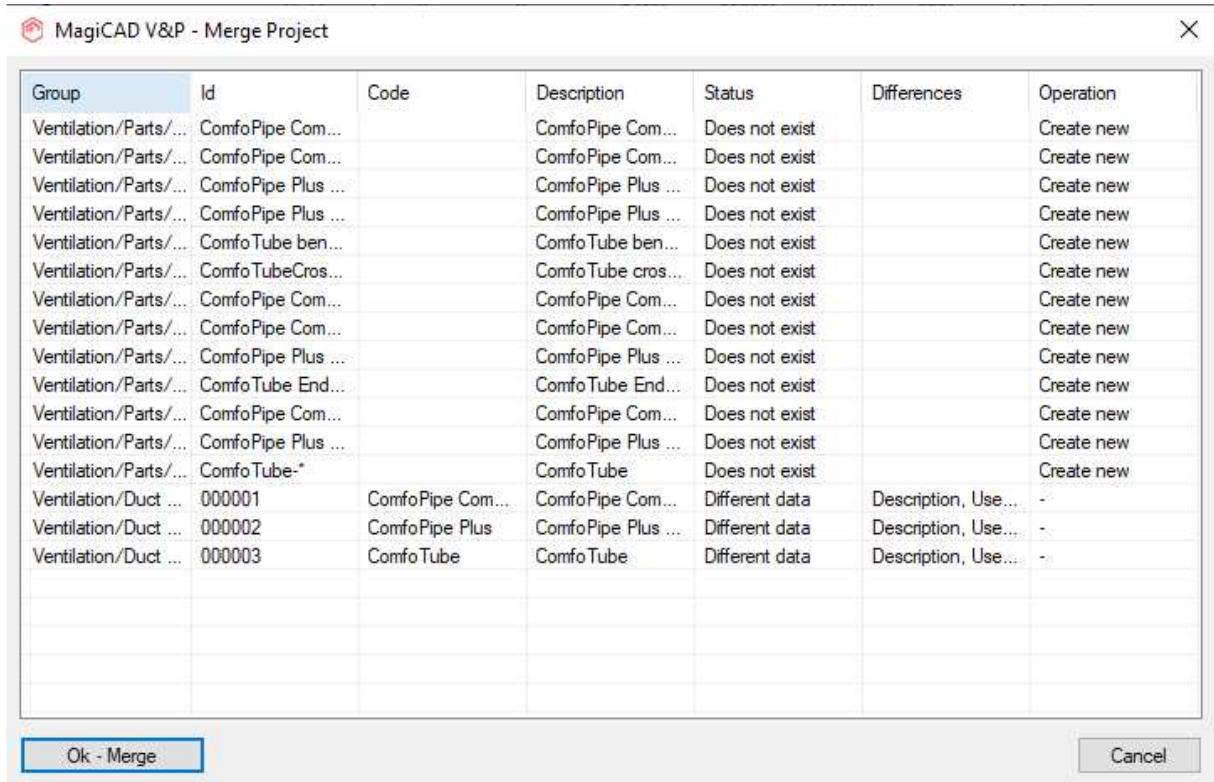 MagiCAD V&P - Merge Project
Group Id Code Description Status Differences Operation
Ventilation/Parts/... ComfoPipe Com... ComfoPipe Com... Does not exist Create new
Ventilation/Parts/... ComfoPipe Com... ComfoPipe Com... Does not exist Create new
Ventilation/Parts/... ComfoPipe Plus ... ComfoPipe Plus ... Does not exist Create new
Ventilation/Parts/... ComfoPipe Plus ... ComfoPipe Plus ... Does not exist Create new
Ventilation/Parts/... ComfoTube ben... ComfoTube ben... Does not exist Create new
Ventilation/Parts/... ComfoTubeCros... ComfoTube cros... Does not exist Create new
Ventilation/Parts/... ComfoPipe Com... ComfoPipe Com... Does not exist Create new
Ventilation/Parts/... ComfoPipe Com... ComfoPipe Com... Does not exist Create new
Ventilation/Parts/... ComfoPipe Plus ... ComfoPipe Plus ... Does not exist Create new
Ventilation/Parts/... ComfoTube End... ComfoTube End... Does not exist Create new
Ventilation/Parts/... ComfoPipe Com... ComfoPipe Com... Does not exist Create new
Ventilation/Parts/... ComfoPipe Plus ... ComfoPipe Plus ... Does not exist Create new
Ventilation/Parts/... ComfoTube-* ComfoTube Does not exist Create new
Ventilation/Duct ... 000001 ComfoPipe Com... ComfoPipe Com... Different data Description, Use... -
Ventilation/Duct ... 000002 ComfoPipe Plus ComfoPipe Plus ... Different data Description, Use... -
Ventilation/Duct ... 000003 ComfoTube ComfoTube Different data Description, Use... -
Ok - Merge Cancel